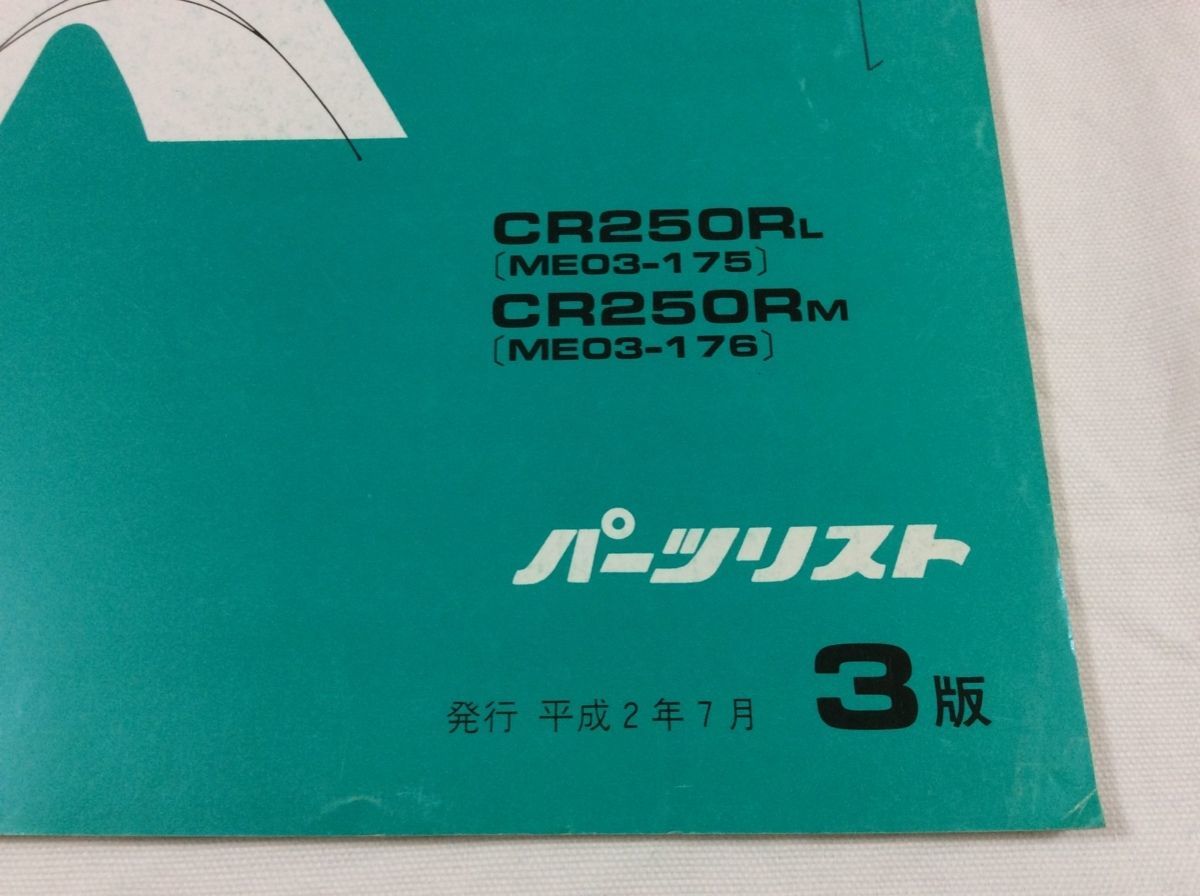 CR250RL
〔ME03-175〕
CR250RM
〔ME03-176〕
パーツリスト
発行 平成2年7月 3版